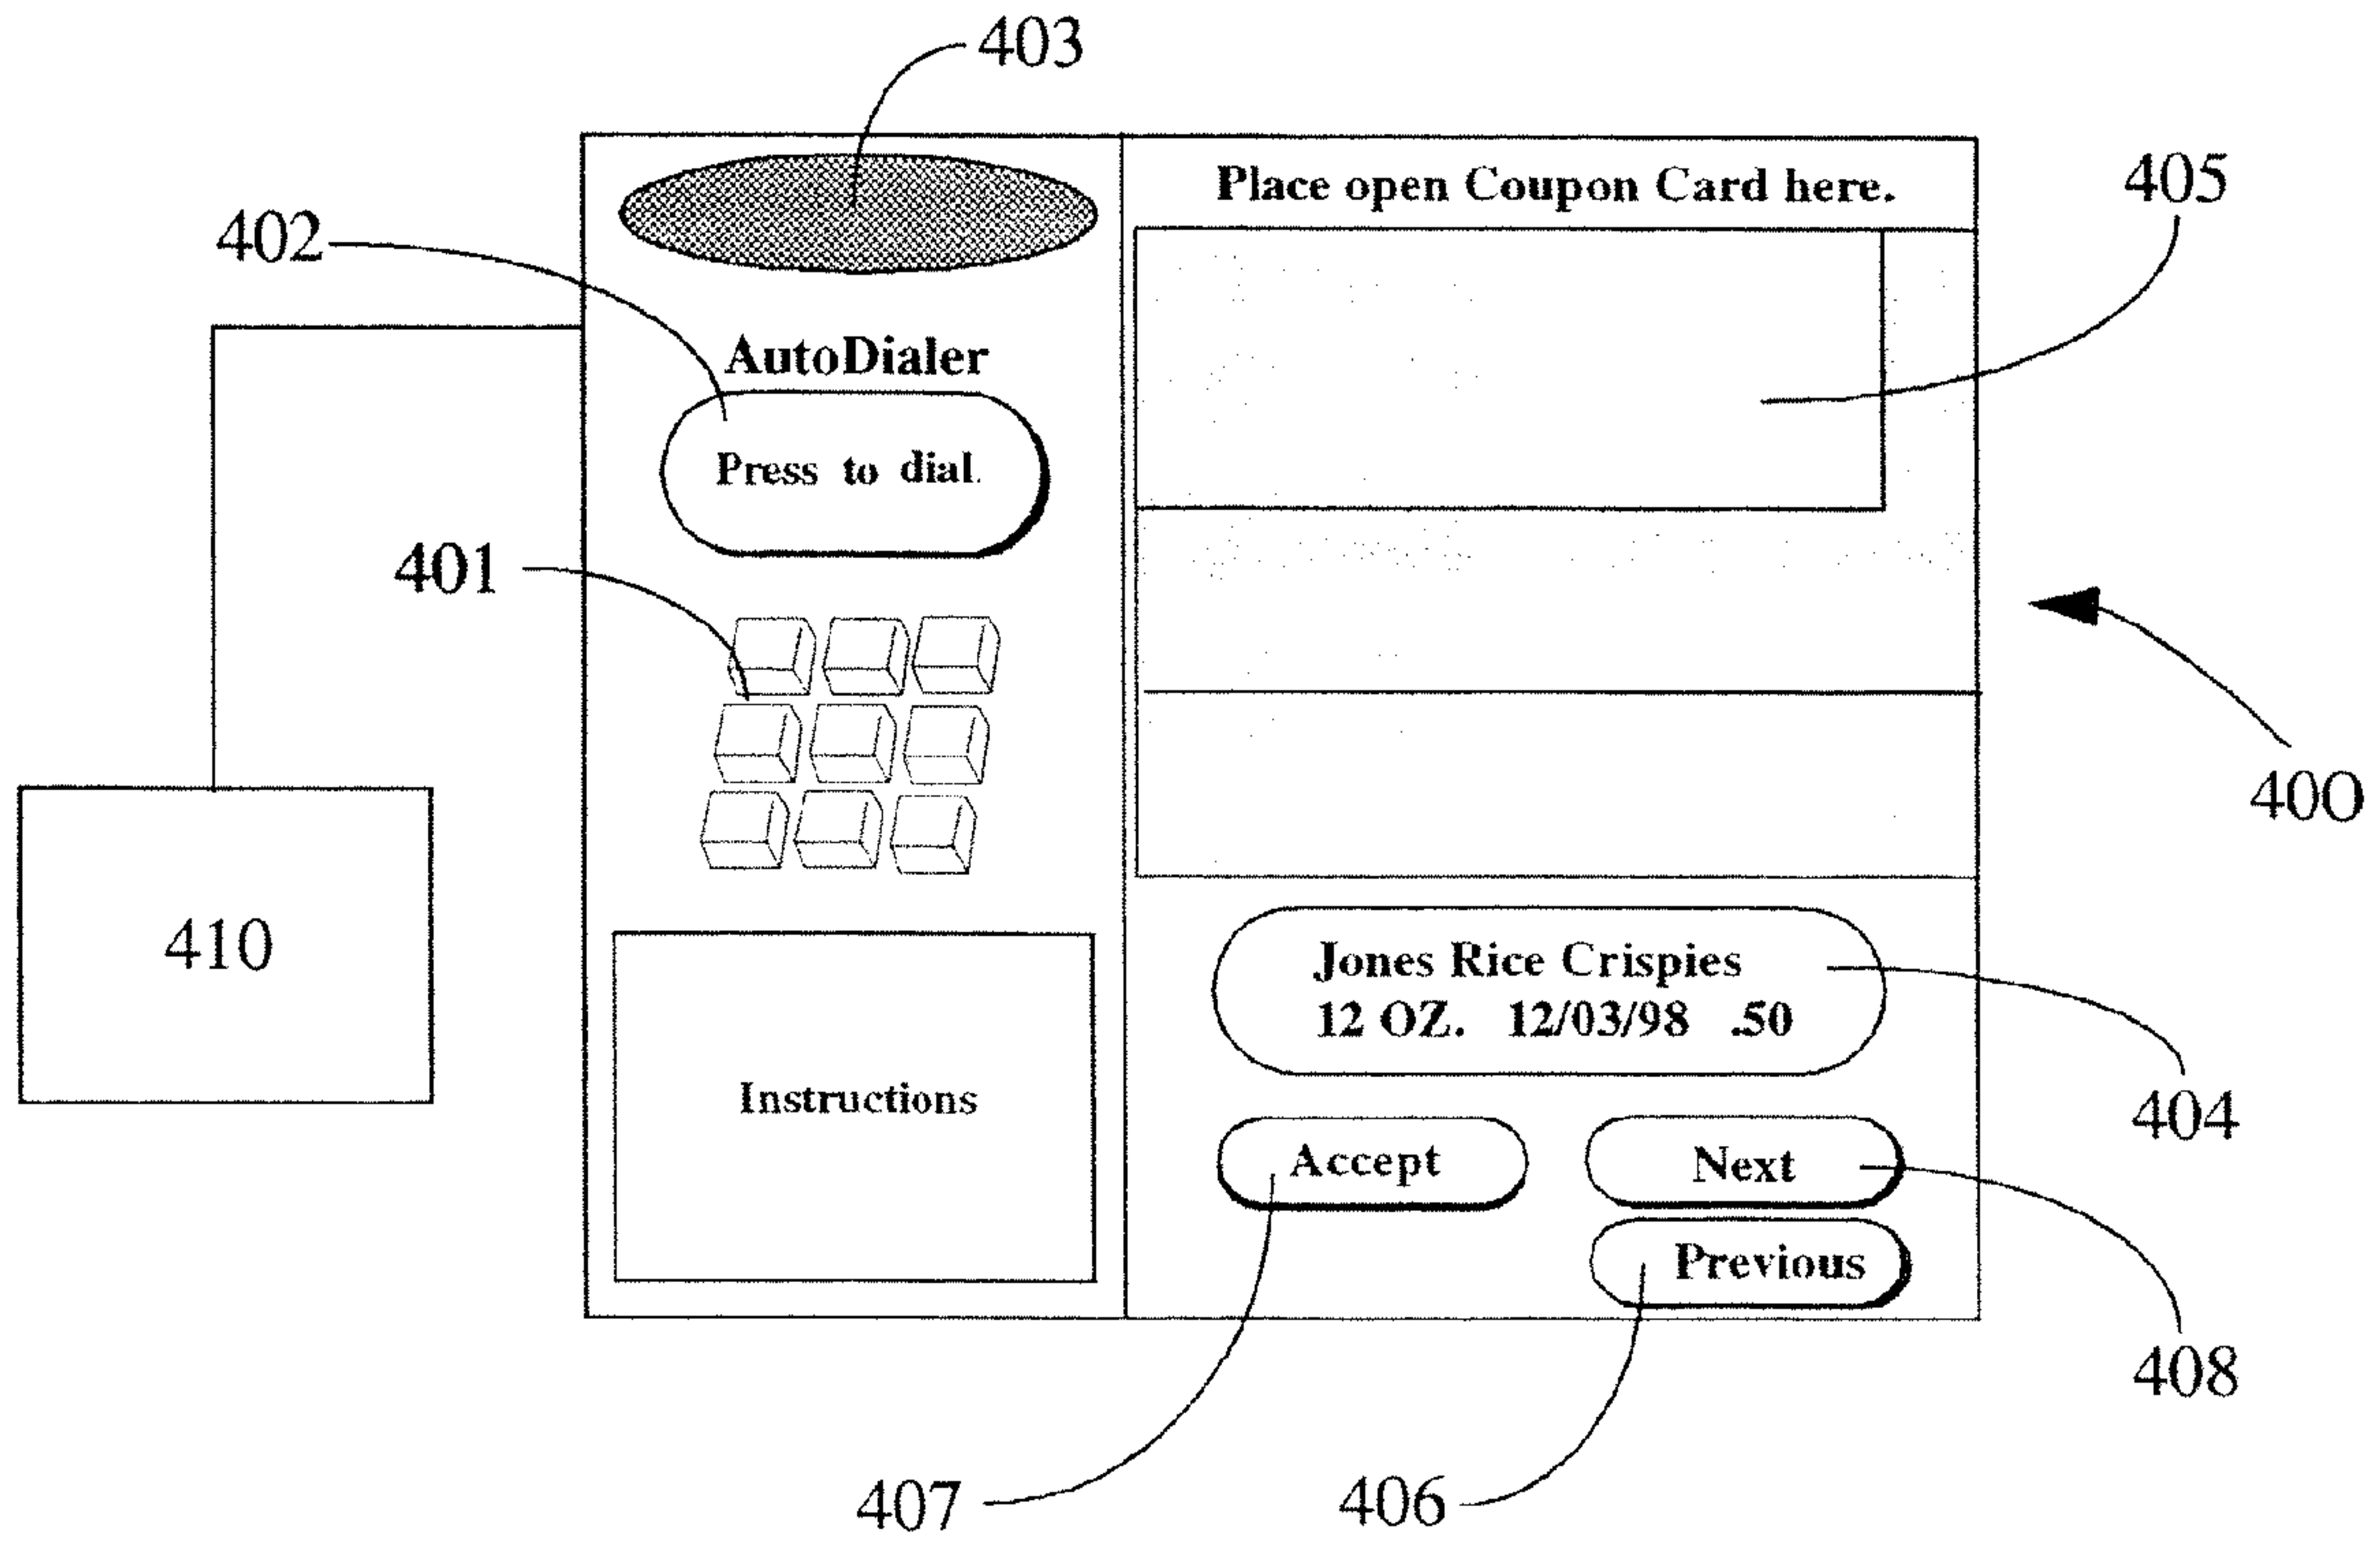 403
Place open Coupon Card here.
405
402
AutoDialer
Press to dial.
401
400
410
Jones Rice Crispies
12 OZ. 12/03/98 .50
Instructions
404
Accept
Next
Previous
408
407
406